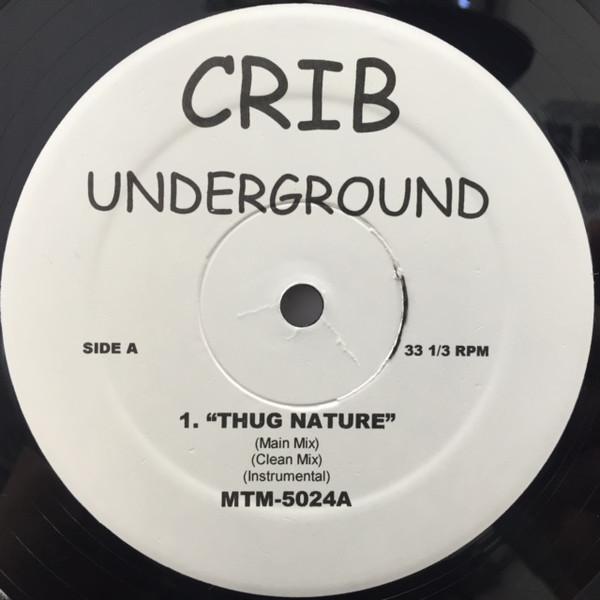 CRIB
UNDERGROUND
SIDE A
33 1/3 RPM
1. “THUG NATURE”
(Main Mix)
(Clean Mix)
(Instrumental)
MTM-5024A